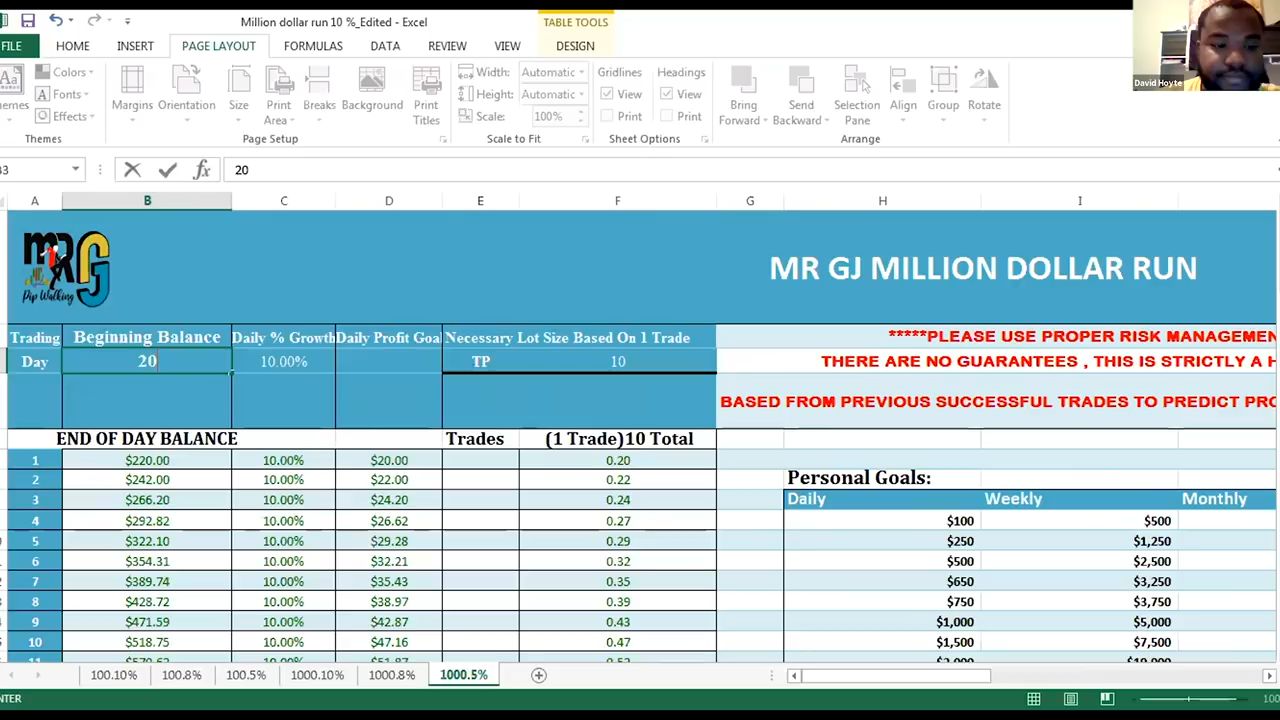 Million dollar run 10 %_Edited - Excel
TABLE TOOLS
FILE HOME INSERT PAGE LAYOUT FORMULAS DATA REVIEW VIEW DESIGN
David Hoyte
Colors
Fonts
Effects
Themes
Margins Orientation Size Print Area Breaks Background Print Titles
Page Setup
Width: Automatic
Height: Automatic
Scale: 100%
Scale to Fit
Gridlines Headings
View View
Print Print
Sheet Options
Bring Forward Send Backward Selection Pane Align Group Rotate
Arrange
fx 20
A B C D E F G H I
mR GJ
Pip Walking
MR GJ MILLION DOLLAR RUN
Trading Beginning Balance Daily % Growth Daily Profit Goa Necessary Lot Size Based On 1 Trade *****PLEASE USE PROPER RISK MANAGEMEN
Day 20 10.00% TP 10 THERE ARE NO GUARANTEES , THIS IS STRICTLY A H
BASED FROM PREVIOUS SUCCESSFUL TRADES TO PREDICT PRO
END OF DAY BALANCE Trades (1 Trade)10 Total
1 $220.00 10.00% $20.00 0.20
2 $242.00 10.00% $22.00 0.22 Personal Goals:
3 $266.20 10.00% $24.20 0.24 Daily Weekly Monthly
4 $292.82 10.00% $26.62 0.27 $100 $500
5 $322.10 10.00% $29.28 0.29 $250 $1,250
6 $354.31 10.00% $32.21 0.32 $500 $2,500
7 $389.74 10.00% $35.43 0.35 $650 $3,250
8 $428.72 10.00% $38.97 0.39 $750 $3,750
9 $471.59 10.00% $42.87 0.43 $1,000 $5,000
10 $518.75 10.00% $47.16 0.47 $1,500 $7,500
100.10% 100.8% 100.5% 1000.10% 1000.8% 1000.5%
NTER 100